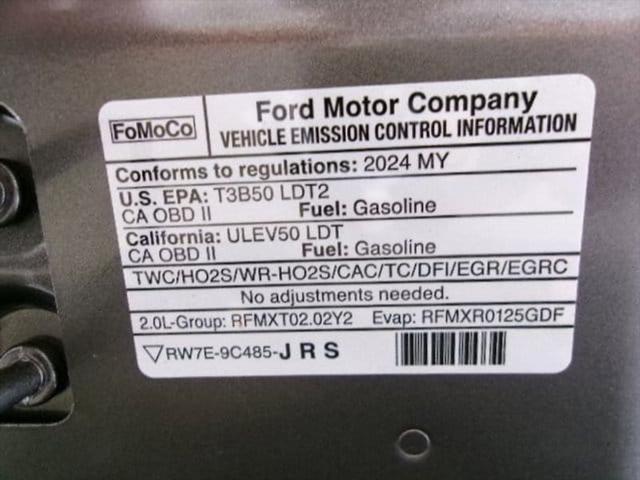 FoMoCo
Ford Motor Company
VEHICLE EMISSION CONTROL INFORMATION
Conforms to regulations: 2024 MY
U.S. EPA: T3B50 LDT2
CA OBD II Fuel: Gasoline
California: ULEV50 LDT
CA OBD II Fuel: Gasoline
TWC/HO2S/WR-HO2S/CAC/TC/DFI/EGR/EGRC
No adjustments needed.
2.0L-Group: RFMXT02.02Y2 Evap: RFMXR0125GDF
▽RW7E-9C485-J R S